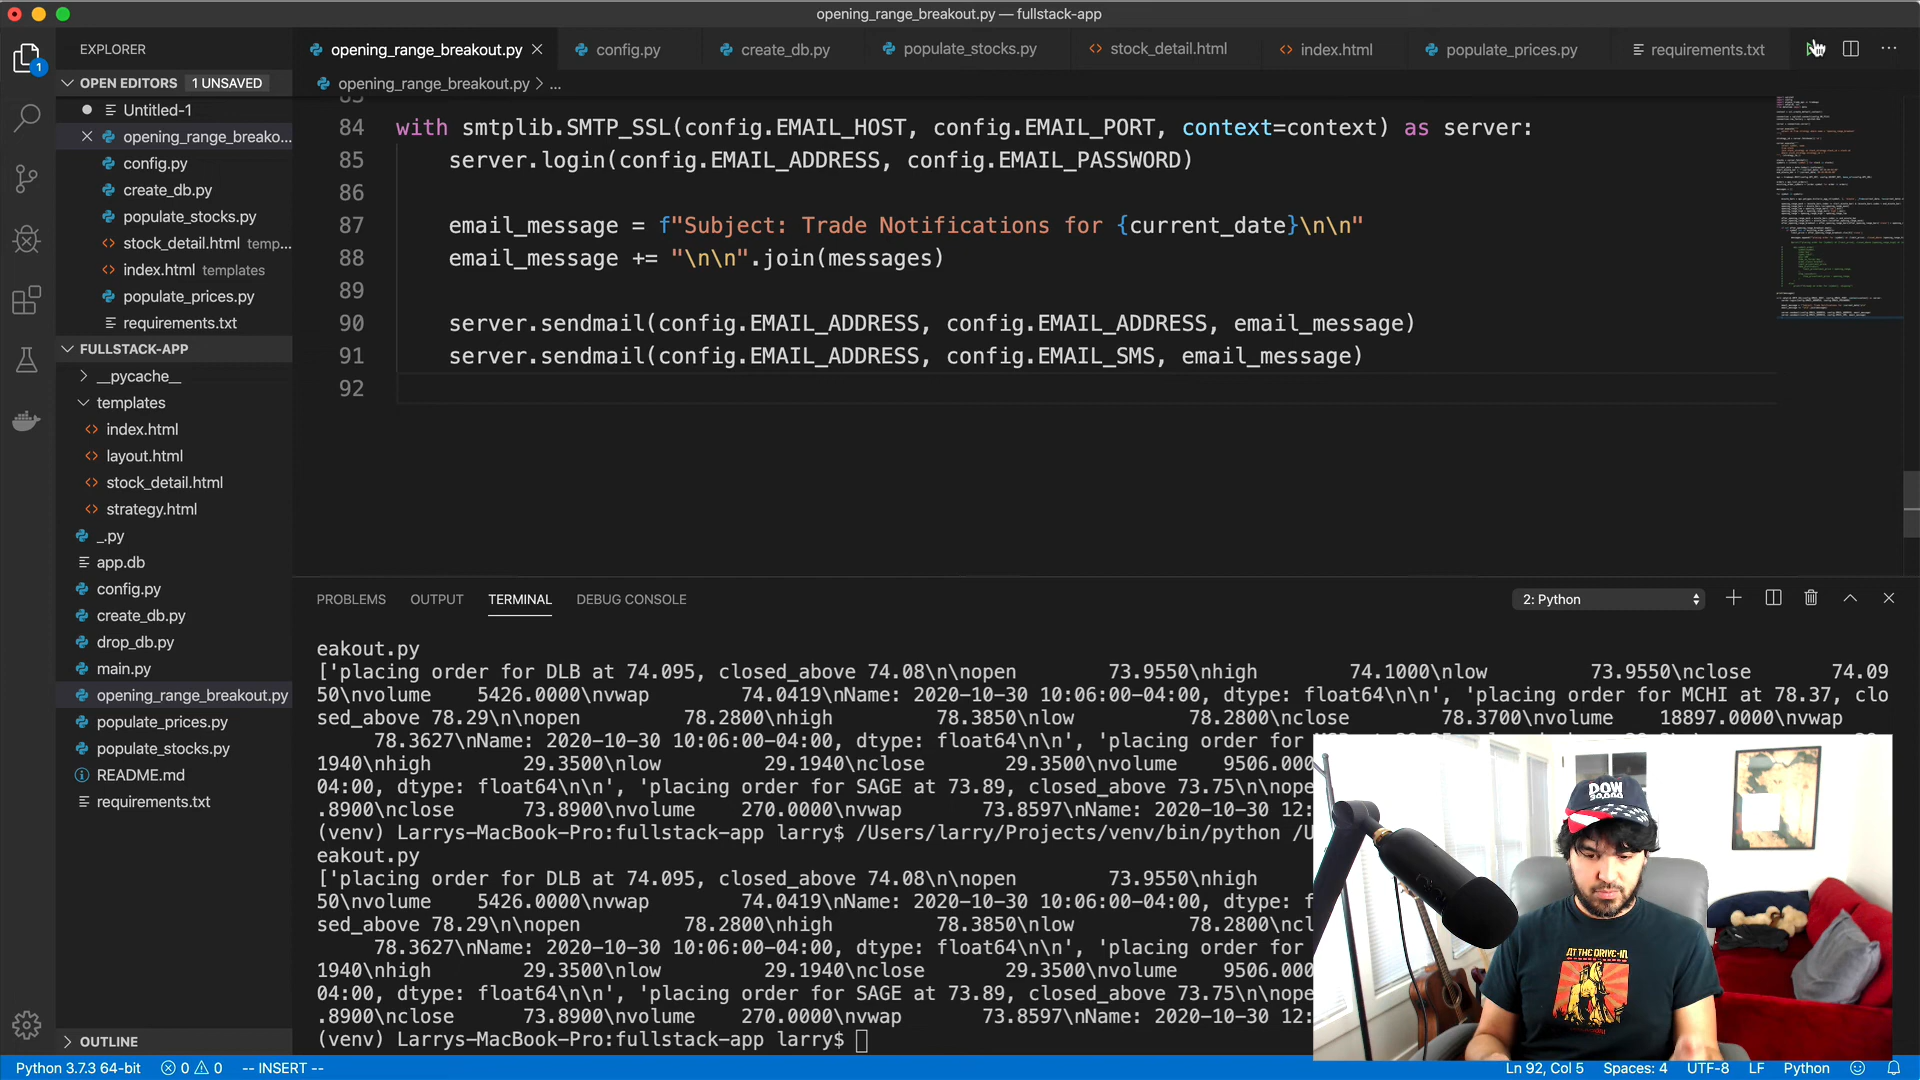 opening_range_breakout.py — fullstack-app
EXPLORER
OPEN EDITORS 1 UNSAVED
Untitled-1
opening_range_breako...
config.py
create_db.py
populate_stocks.py
stock_detail.html temp...
index.html templates
populate_prices.py
requirements.txt
FULLSTACK-APP
__pycache__
templates
index.html
layout.html
stock_detail.html
strategy.html
_.py
app.db
config.py
create_db.py
drop_db.py
main.py
opening_range_breakout.py
populate_prices.py
populate_stocks.py
README.md
requirements.txt
OUTLINE
1
opening_range_breakout.py config.py create_db.py populate_stocks.py stock_detail.html index.html populate_prices.py requirements.txt
opening_range_breakout.py > ...
84 with smtplib.SMTP_SSL(config.EMAIL_HOST, config.EMAIL_PORT, context=context) as server:
85 server.login(config.EMAIL_ADDRESS, config.EMAIL_PASSWORD)
86
87 email_message = f"Subject: Trade Notifications for {current_date}\n\n"
88 email_message += "\n\n".join(messages)
89
90 server.sendmail(config.EMAIL_ADDRESS, config.EMAIL_ADDRESS, email_message)
91 server.sendmail(config.EMAIL_ADDRESS, config.EMAIL_SMS, email_message)
92
PROBLEMS OUTPUT TERMINAL DEBUG CONSOLE 2: Python
eakout.py
['placing order for DLB at 74.095, closed_above 74.08\n\nopen 73.9550\nhigh 74.1000\nlow 73.9550\nclose 74.09
50\nvolume 5426.0000\nvwap 74.0419\nName: 2020-10-30 10:06:00-04:00, dtype: float64\n\n', 'placing order for MCHI at 78.37, clo
sed_above 78.29\n\nopen 78.2800\nhigh 78.3850\nlow 78.2800\nclose 78.3700\nvolume 18897.0000\nvwap
78.3627\nName: 2020-10-30 10:06:00-04:00, dtype: float64\n\n', 'placing order for
1940\nhigh 29.3500\nlow 29.1940\nclose 29.3500\nvolume 9506.000
04:00, dtype: float64\n\n', 'placing order for SAGE at 73.89, closed_above 73.75\n\nope
.8900\nclose 73.8900\nvolume 270.0000\nvwap 73.8597\nName: 2020-10-30 12:
(venv) Larrys-MacBook-Pro:fullstack-app larry$ /Users/larry/Projects/venv/bin/python /U
eakout.py
['placing order for DLB at 74.095, closed_above 74.08\n\nopen 73.9550\nhigh
50\nvolume 5426.0000\nvwap 74.0419\nName: 2020-10-30 10:06:00-04:00, dtype: f
sed_above 78.29\n\nopen 78.2800\nhigh 78.3850\nlow 78.2800\ncl
78.3627\nName: 2020-10-30 10:06:00-04:00, dtype: float64\n\n', 'placing order for
1940\nhigh 29.3500\nlow 29.1940\nclose 29.3500\nvolume 9506.000
04:00, dtype: float64\n\n', 'placing order for SAGE at 73.89, closed_above 73.75\n\nope
.8900\nclose 73.8900\nvolume 270.0000\nvwap 73.8597\nName: 2020-10-30 12:
(venv) Larrys-MacBook-Pro:fullstack-app larry$
DOW
AT THE DRIVE-IN
Python 3.7.3 64-bit 0 0 -- INSERT -- Ln 92, Col 5 Spaces: 4 UTF-8 LF Python